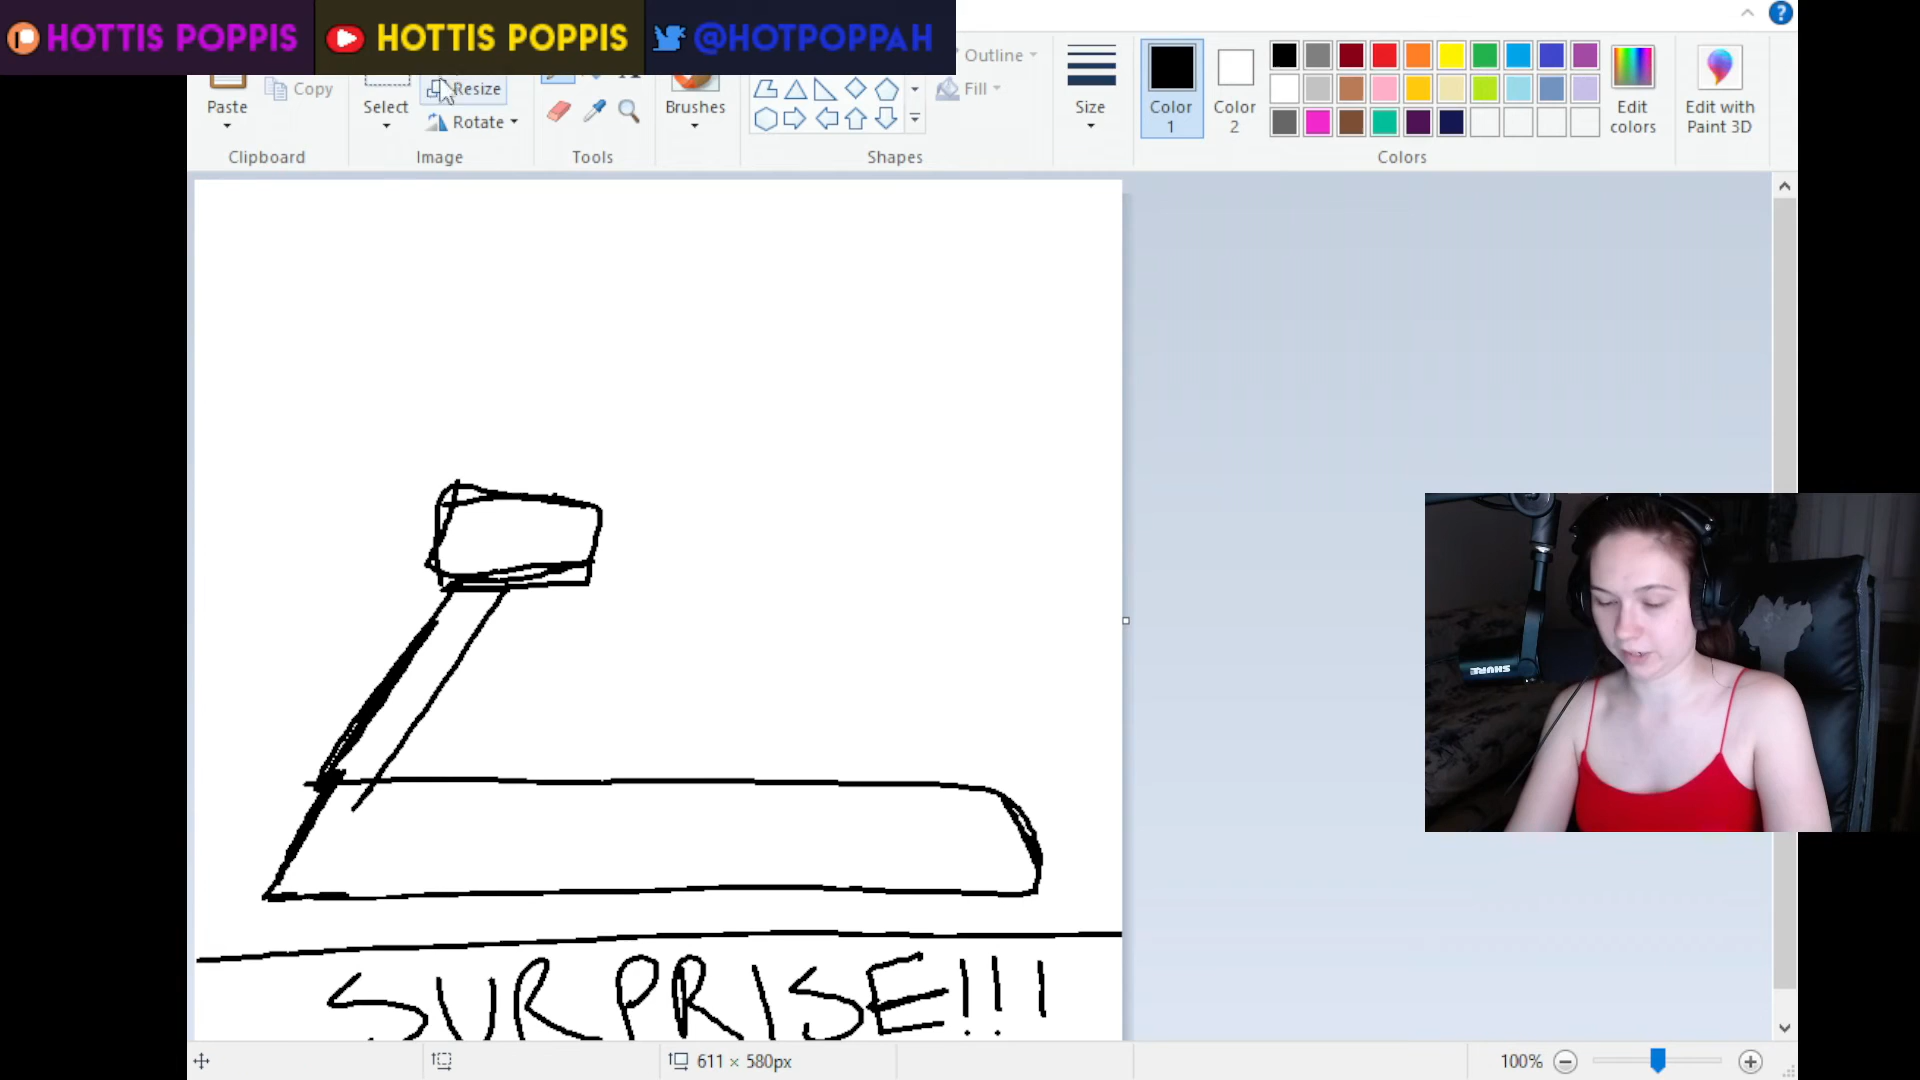 HOTTIS POPPIS HOTTIS POPPIS @HOTPOPPAH
Outline
Copy Resize Fill
Paste Select Rotate Brushes Size Color 1 Color 2 Edit colors Edit with Paint 3D
Clipboard Image Tools Shapes Colors
SHURE
SURPRISE!!!
611 × 580px 100%